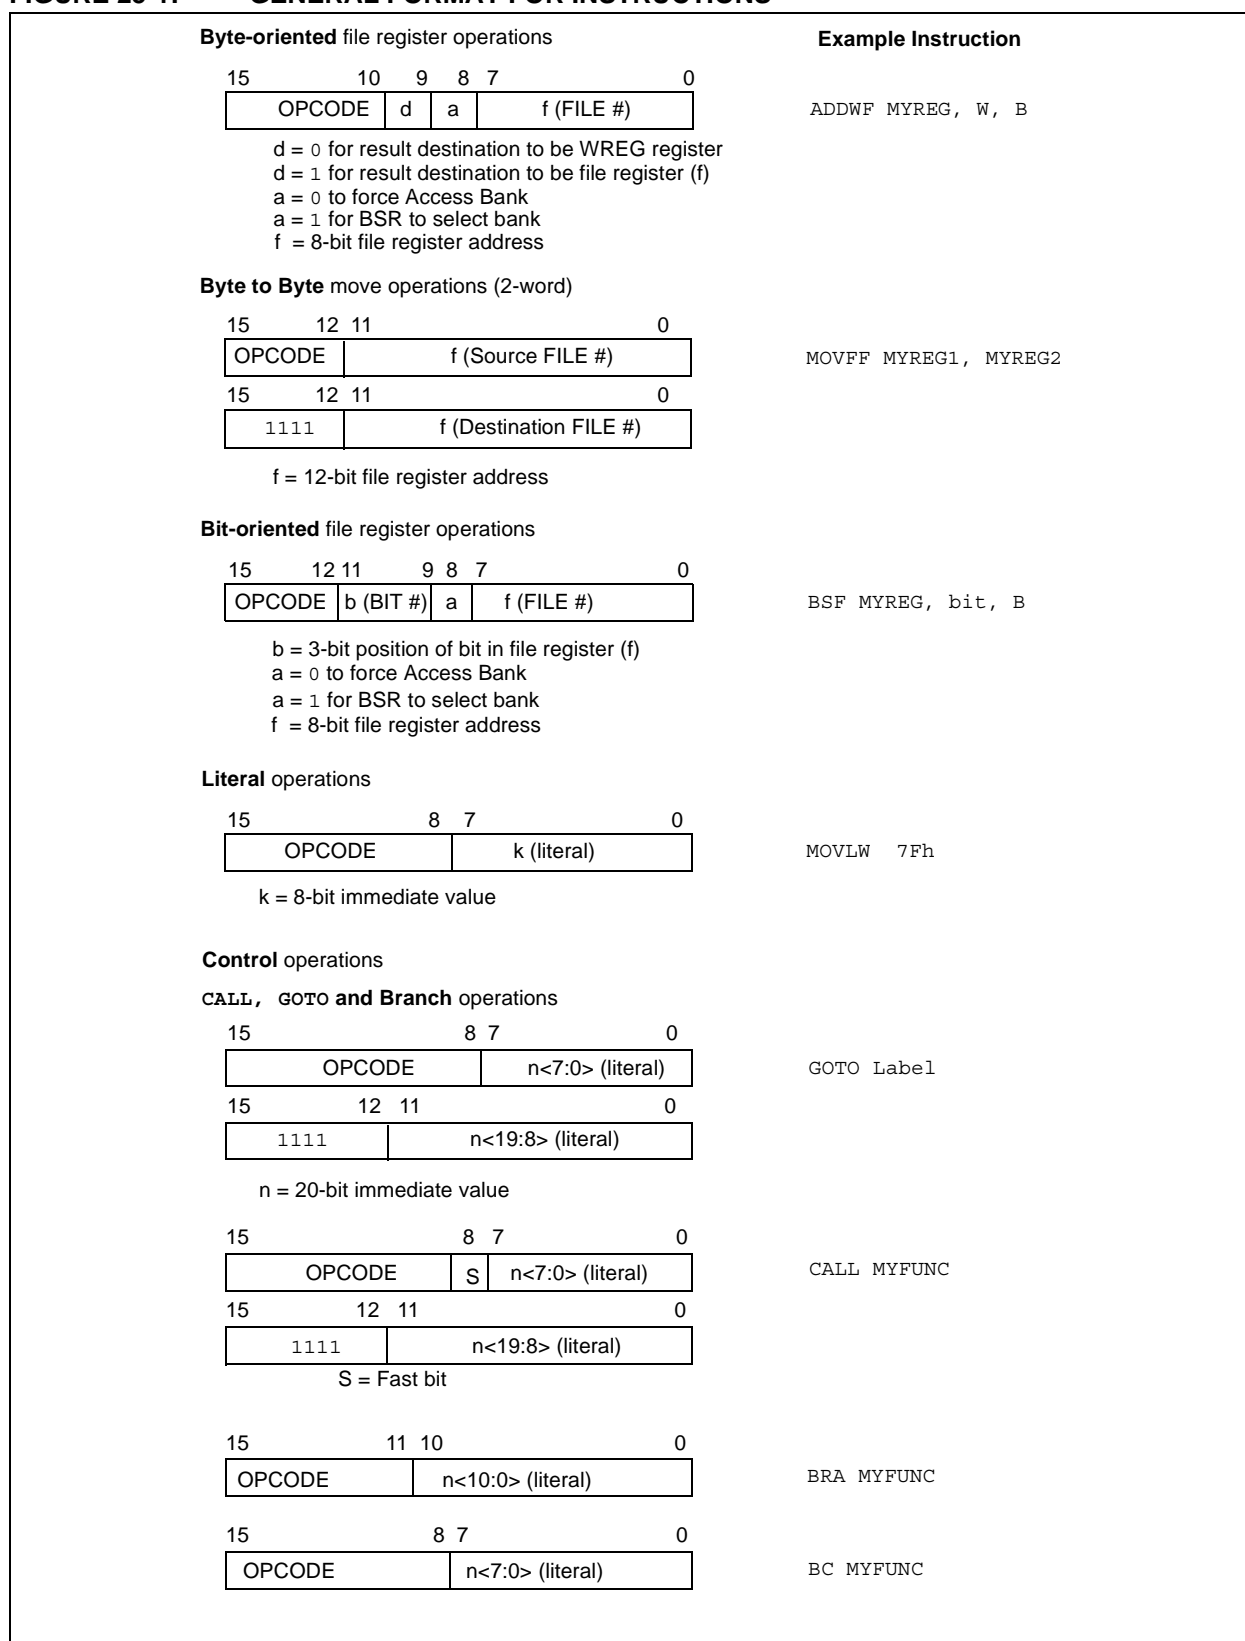 Byte-oriented file register operations
Example Instruction
15 10 9 8 7 0
OPCODE d a f (FILE #)
ADDWF MYREG, W, B
d = 0 for result destination to be WREG register
d = 1 for result destination to be file register (f)
a = 0 to force Access Bank
a = 1 for BSR to select bank
f = 8-bit file register address
Byte to Byte move operations (2-word)
15 12 11 0
OPCODE f (Source FILE #)
MOVFF MYREG1, MYREG2
15 12 11 0
1111 f (Destination FILE #)
f = 12-bit file register address
Bit-oriented file register operations
15 12 11 9 8 7 0
OPCODE b (BIT #) a f (FILE #)
BSF MYREG, bit, B
b = 3-bit position of bit in file register (f)
a = 0 to force Access Bank
a = 1 for BSR to select bank
f = 8-bit file register address
Literal operations
15 8 7 0
OPCODE k (literal)
MOVLW 7Fh
k = 8-bit immediate value
Control operations
CALL, GOTO and Branch operations
15 8 7 0
OPCODE n<7:0> (literal)
GOTO Label
15 12 11 0
1111 n<19:8> (literal)
n = 20-bit immediate value
15 8 7 0
OPCODE S n<7:0> (literal)
CALL MYFUNC
15 12 11 0
1111 n<19:8> (literal)
S = Fast bit
15 11 10 0
OPCODE n<10:0> (literal)
BRA MYFUNC
15 8 7 0
OPCODE n<7:0> (literal)
BC MYFUNC